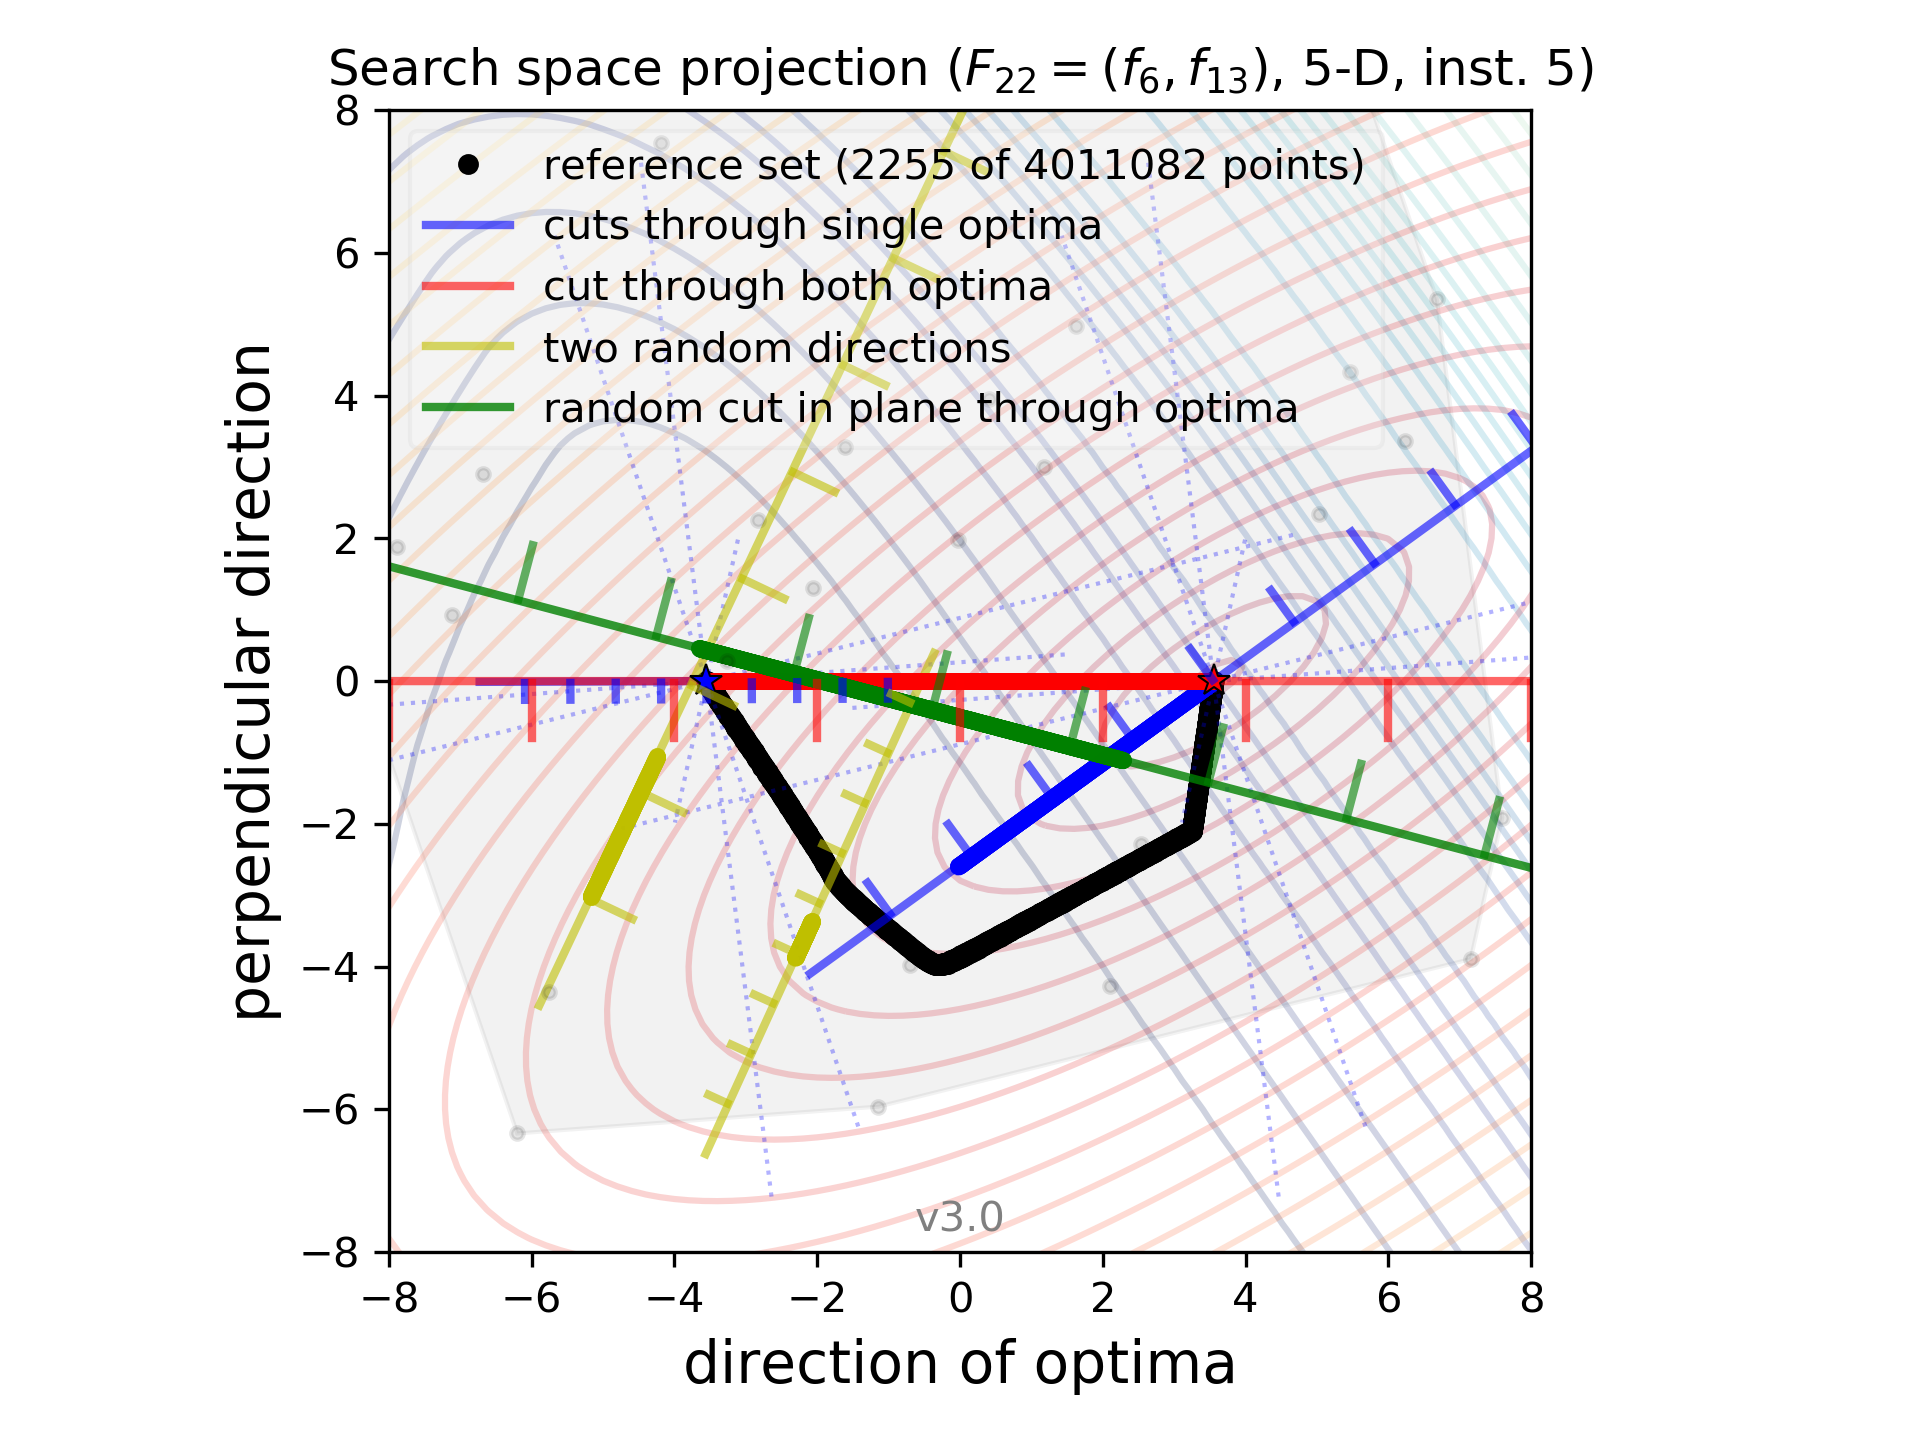 Search space projection (F₂₂ = (f₆, f₁₃), 5-D, inst. 5)
reference set (2255 of 4011082 points)
cuts through single optima
cut through both optima
two random directions
random cut in plane through optima
perpendicular direction
8
6
4
2
0
−2
−4
−6
−8
v3.0
−8 −6 −4 −2 0 2 4 6 8
direction of optima